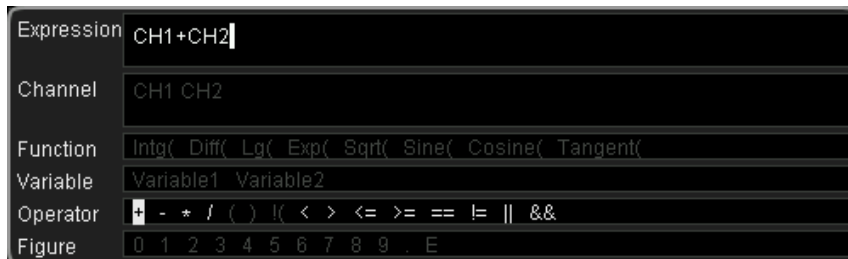 Expression CH1+CH2
Channel CH1 CH2
Function Intg( Diff( Lg( Exp( Sqrt( Sine( Cosine( Tangent(
Variable Variable1 Variable2
Operator + - * / ( ) !( < > <= >= == != || &&
Figure 0 1 2 3 4 5 6 7 8 9 . E